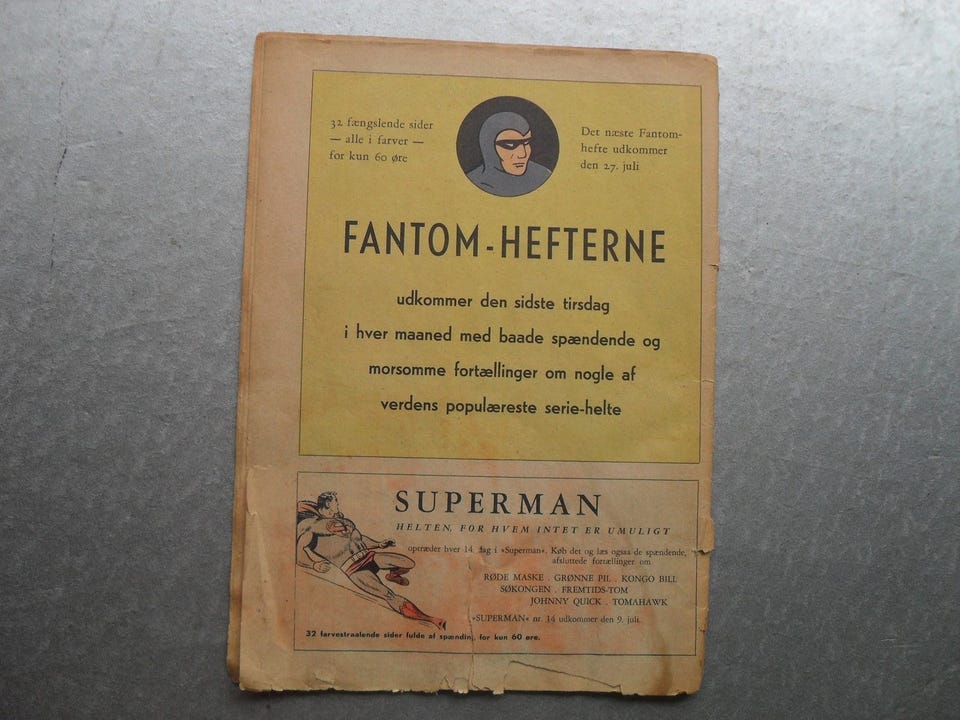 32 fængslende sider
— alle i farver —
for kun 60 øre
Det næste Fantom-
hefte udkommer
den 27. juli
FANTOM-HEFTERNE
udkommer den sidste tirsdag
i hver maaned med baade spændende og
morsomme fortællinger om nogle af
verdens populæreste serie-helte
SUPERMAN
HELTEN, FOR HVEM INTET ER UMULIGT
optræder hver 14. dag i »Superman«. Køb det og læs ogsaa de spændende,
afsluttede fortællinger om
RØDE MASKE . GRØNNE PIL . KONGO BILL
SØKONGEN . FREMTIDS-TOM
JOHNNY QUICK . TOMAHAWK
»SUPERMAN« nr. 14 udkommer den 9. juli.
32 farvestraalende sider fulde af spænding, for kun 60 øre.